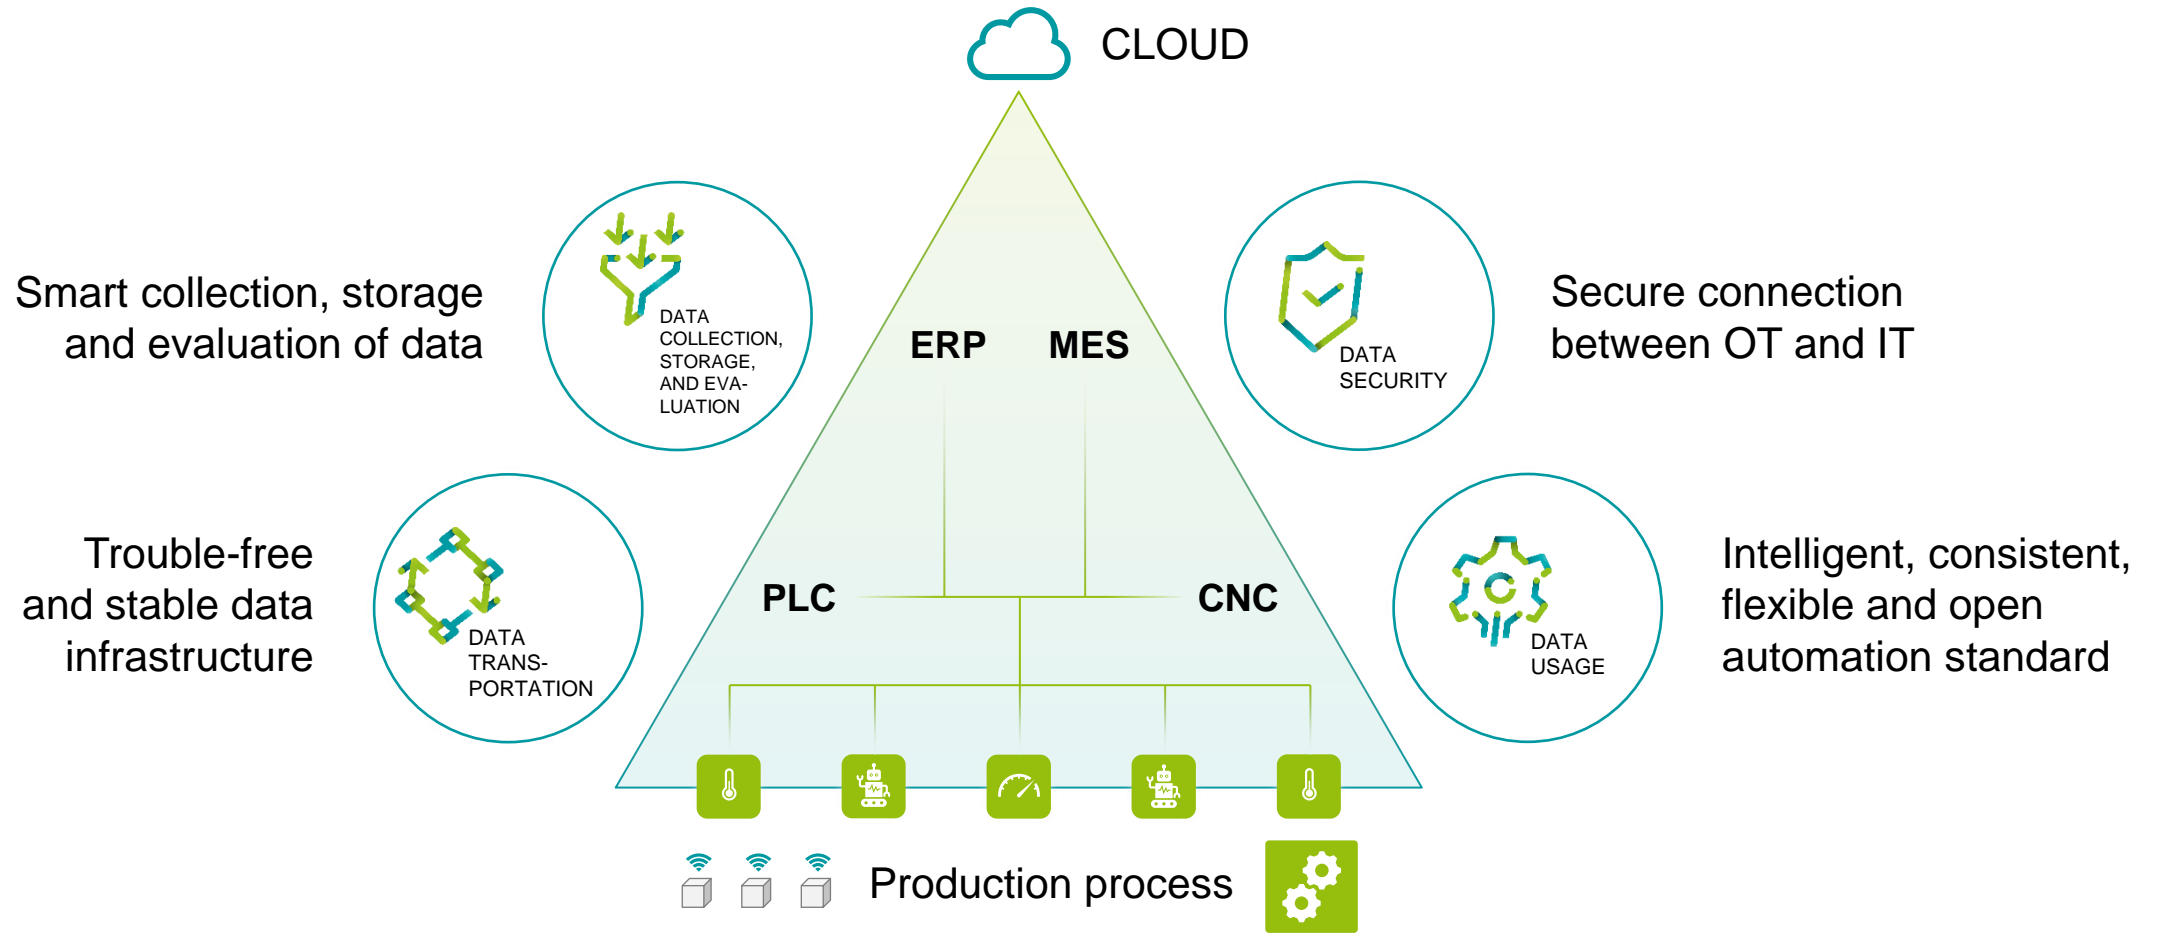 CLOUD
Smart collection, storage
and evaluation of data
DATA
COLLECTION,
STORAGE,
AND EVA-
LUATION
ERP MES
DATA
SECURITY
Secure connection
between OT and IT
Trouble-free
and stable data
infrastructure
DATA
TRANS-
PORTATION
PLC CNC
DATA
USAGE
Intelligent, consistent,
flexible and open
automation standard
Production process